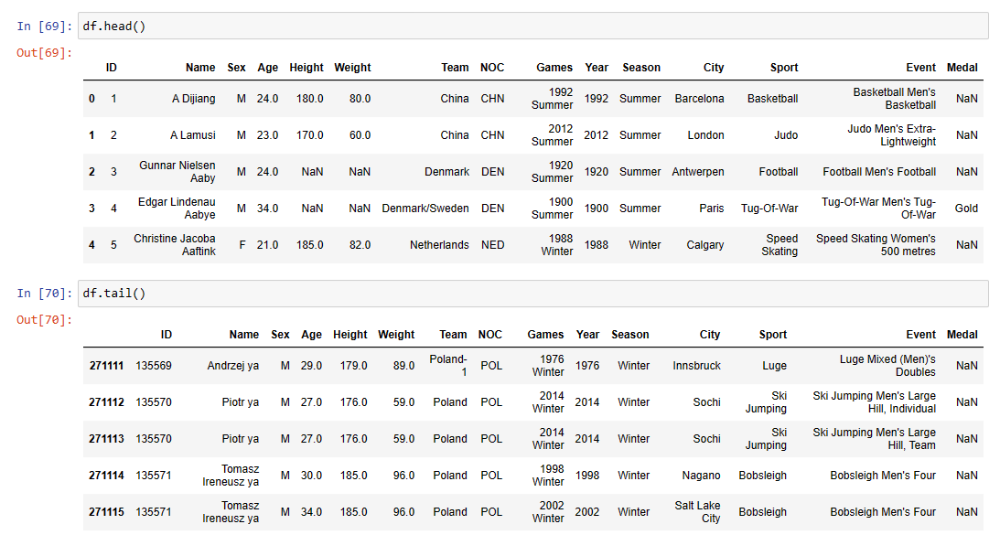 In [69]: df.head()
Out[69]:
ID Name Sex Age Height Weight Team NOC Games Year Season City Sport Event Medal
0 1 A Dijiang M 24.0 180.0 80.0 China CHN 1992 Summer 1992 Summer Barcelona Basketball Basketball Men's Basketball NaN
1 2 A Lamusi M 23.0 170.0 60.0 China CHN 2012 Summer 2012 Summer London Judo Judo Men's Extra-Lightweight NaN
2 3 Gunnar Nielsen Aaby M 24.0 NaN NaN Denmark DEN 1920 Summer 1920 Summer Antwerpen Football Football Men's Football NaN
3 4 Edgar Lindenau Aabye M 34.0 NaN NaN Denmark/Sweden DEN 1900 Summer 1900 Summer Paris Tug-Of-War Tug-Of-War Men's Tug-Of-War Gold
4 5 Christine Jacoba Aaftink F 21.0 185.0 82.0 Netherlands NED 1988 Winter 1988 Winter Calgary Speed Skating Speed Skating Women's 500 metres NaN
In [70]: df.tail()
Out[70]:
ID Name Sex Age Height Weight Team NOC Games Year Season City Sport Event Medal
271111 135569 Andrzej ya M 29.0 179.0 89.0 Poland-1 POL 1976 Winter 1976 Winter Innsbruck Luge Luge Mixed (Men)'s Doubles NaN
271112 135570 Piotr ya M 27.0 176.0 59.0 Poland POL 2014 Winter 2014 Winter Sochi Ski Jumping Ski Jumping Men's Large Hill, Individual NaN
271113 135570 Piotr ya M 27.0 176.0 59.0 Poland POL 2014 Winter 2014 Winter Sochi Ski Jumping Ski Jumping Men's Large Hill, Team NaN
271114 135571 Tomasz Ireneusz ya M 30.0 185.0 96.0 Poland POL 1998 Winter 1998 Winter Nagano Bobsleigh Bobsleigh Men's Four NaN
271115 135571 Tomasz Ireneusz ya M 34.0 185.0 96.0 Poland POL 2002 Winter 2002 Winter Salt Lake City Bobsleigh Bobsleigh Men's Four NaN